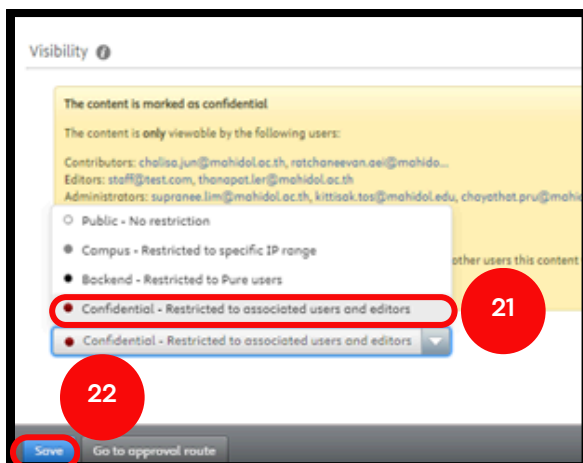 Visibility
The content is marked as confidential
The content is only viewable by the following users:
Contributors: chalisa.jun@mahidol.ac.th, ratchaneevan.aei@mahido...
Editors: staff@test.com, thanapat.ler@mahidol.ac.th
Administrators: supranee.lim@mahidol.ac.th, kittisak.tos@mahidol.edu, chayathat.pru@mahi
Public - No restriction
Campus - Restricted to specific IP range
other users this content
Backend - Restricted to Pure users
Confidential - Restricted to associated users and editors
21
Confidential - Restricted to associated users and editors
22
Save
Go to approval route